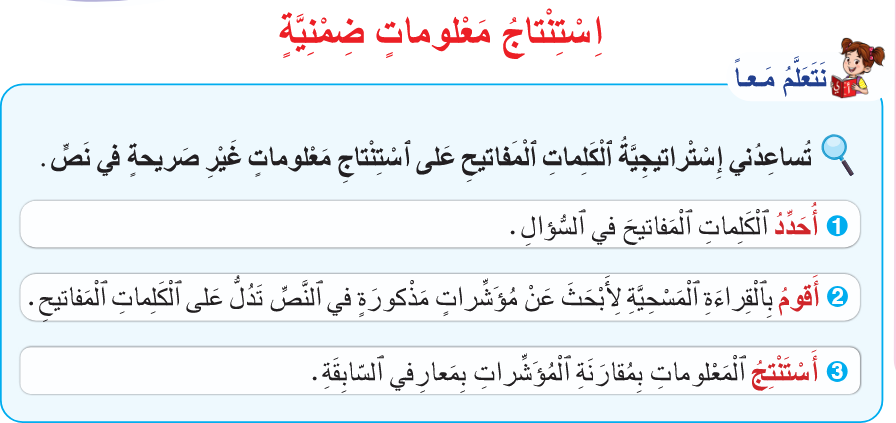 اِسْتِنْتاجُ مَعْلوماتٍ ضِمْنِيَّةٍ
نَتَعَلَّمُ مَـعـاً
تُساعِدُني إِسْتْراتيجِيَّةُ ٱلْكَلِماتِ ٱلْمَفاتيحِ عَلى ٱسْتِنْتاجِ مَعْلوماتٍ غَيْرِ صَريحةٍ في نَصٍّ .
1 أُحَدِّدُ ٱلْكَلِماتِ ٱلْمَفاتيحَ في ٱلسُّؤالِ .
2 أَقومُ بِٱلْقِراءَةِ ٱلْمَسْحِيَّةِ لِأَبْحَثَ عَنْ مُؤَشِّراتٍ مَذْكورَةٍ في ٱلنَّصِّ تَدُلُّ عَلى ٱلْكَلِماتِ ٱلْمَفاتيحِ .
3 أَسْتَنْتِجُ ٱلْمَعْلوماتِ بِمُقارَنَةِ ٱلْمُؤَشِّراتِ بِمَعارِفي ٱلسّابِقَةِ .